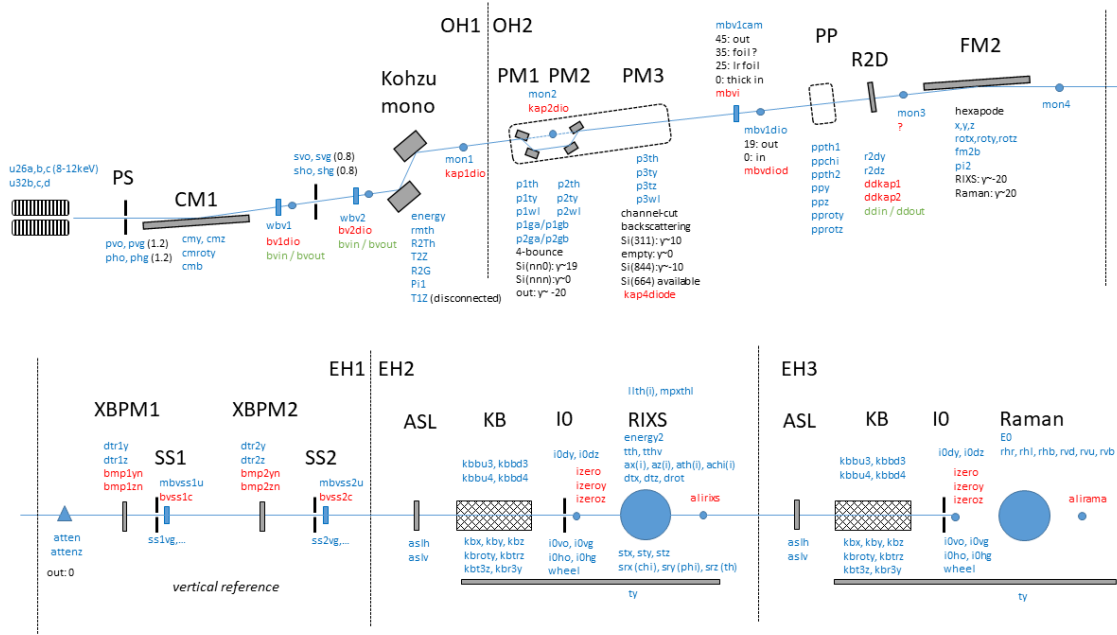 OH1
OH2
u26a,b,c (8-12keV)
u32b,c,d
PS
pvo, pvg (1.2)
pho, phg (1.2)
CM1
cmy, cmz
cmroty
cmb
wbv1
bv1dio
bvin / bvout
svo, svg (0.8)
sho, shg (0.8)
wbv2
bv2dio
bvin / bvout
Kohzu
mono
energy
rmth
R2Th
T2Z
R2G
Pi1
T1Z (disconnected)
mon1
kap1dio
PM1
PM2
PM3
mon2
kap2dio
p1th
p1ty
p1wl
p1ga/p1gb
p2ga/p2gb
4-bounce
Si(nn0): y~19
Si(nnn): y~0
out: y~ -20
p2th
p2ty
p2wl
p3th
p3ty
p3tz
p3wl
channel-cut
backscattering
Si(311): y~10
empty: y~0
Si(844): y~-10
Si(664) available
kap4diode
mbv1cam
45: out
35: foil ?
25: Ir foil
0: thick in
mbvi
mbv1dio
19: out
0: in
mbvdiod
PP
ppth1
ppchi
ppth2
ppy
ppz
pproty
pprotz
R2D
r2dy
r2dz
ddkap1
ddkap2
ddin / ddout
mon3
?
FM2
hexapode
x,y,z
rotx,roty,rotz
fm2b
pi2
RIXS: y~-20
Raman: y~20
mon4
EH1
EH2
EH3
atten
attenz
out: 0
XBPM1
dtr1y
dtr1z
bmp1yn
bmp1zn
SS1
mbvss1u
bvss1c
ss1vg,...
vertical reference
XBPM2
dtr2y
dtr2z
bmp2yn
bmp2zn
SS2
mbvss2u
bvss2c
ss2vg,...
ASL
aslh
aslv
KB
kbbu3, kbbd3
kbbu4, kbbd4
kbx, kby, kbz
kbroty, kbtrz
kbt3z, kbr3y
I0
i0dy, i0dz
izero
izeroy
izeroz
i0vo, i0vg
i0ho, i0hg
wheel
llth(i), mpxthl
RIXS
energy2
tth, tthv
ax(i), az(i), ath(i), achi(i)
dtx, dtz, drot
alirixs
stx, sty, stz
srx (chi), sry (phi), srz (th)
ty
ASL
aslh
aslv
KB
kbbu3, kbbd3
kbbu4, kbbd4
kbx, kby, kbz
kbroty, kbtrz
kbt3z, kbr3y
I0
i0dy, i0dz
izero
izeroy
izeroz
i0vo, i0vg
i0ho, i0hg
wheel
Raman
E0
rhr, rhl, rhb, rvd, rvu, rvb
alirama
ty